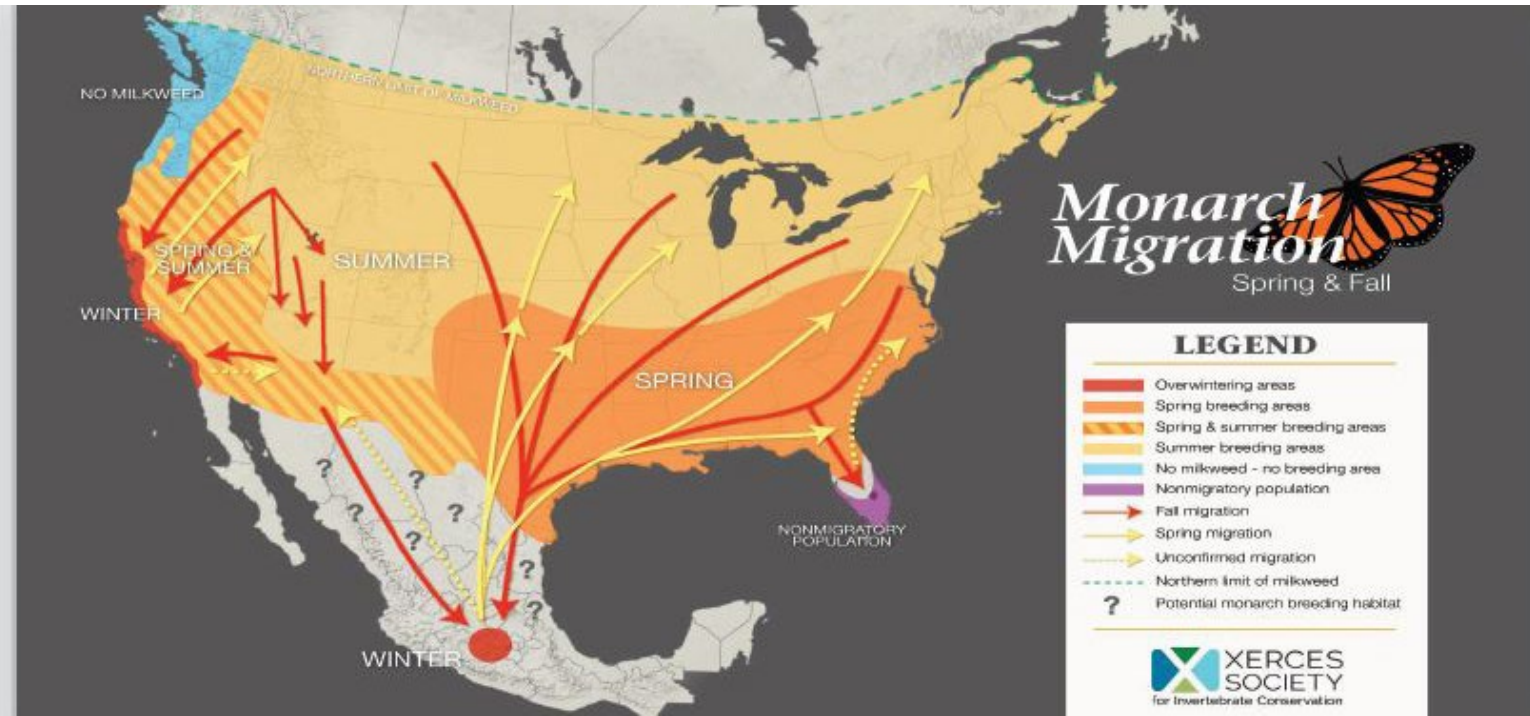 NO MILKWEED
NORTHERN LIMIT OF MILKWEED
Monarch
Migration
Spring & Fall
SPRING &
SUMMER
SUMMER
WINTER
SPRING
NONMIGRATORY
POPULATION
WINTER
?
?
?
?
?
?
?
LEGEND
Overwintering areas
Spring breeding areas
Spring & summer breeding areas
Summer breeding areas
No milkweed - no breeding area
Nonmigratory population
Fall migration
Spring migration
Unconfirmed migration
Northern limit of milkweed
? Potential monarch breeding habitat
XERCES
SOCIETY
for Invertebrate Conservation